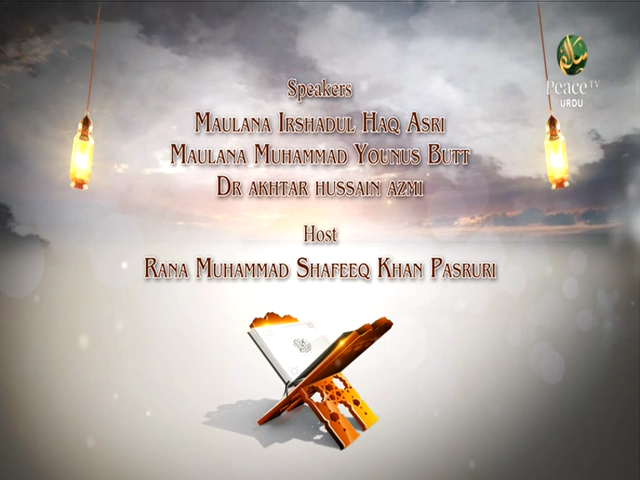 سلام
Peace TV
URDU
Speakers
MAULANA IRSHADUL HAQ ASRI
MAULANA MUHAMMAD YOUNUS BUTT
DR AKHTAR HUSSAIN AZMI
Host
RANA MUHAMMAD SHAFEEQ KHAN PASRURI